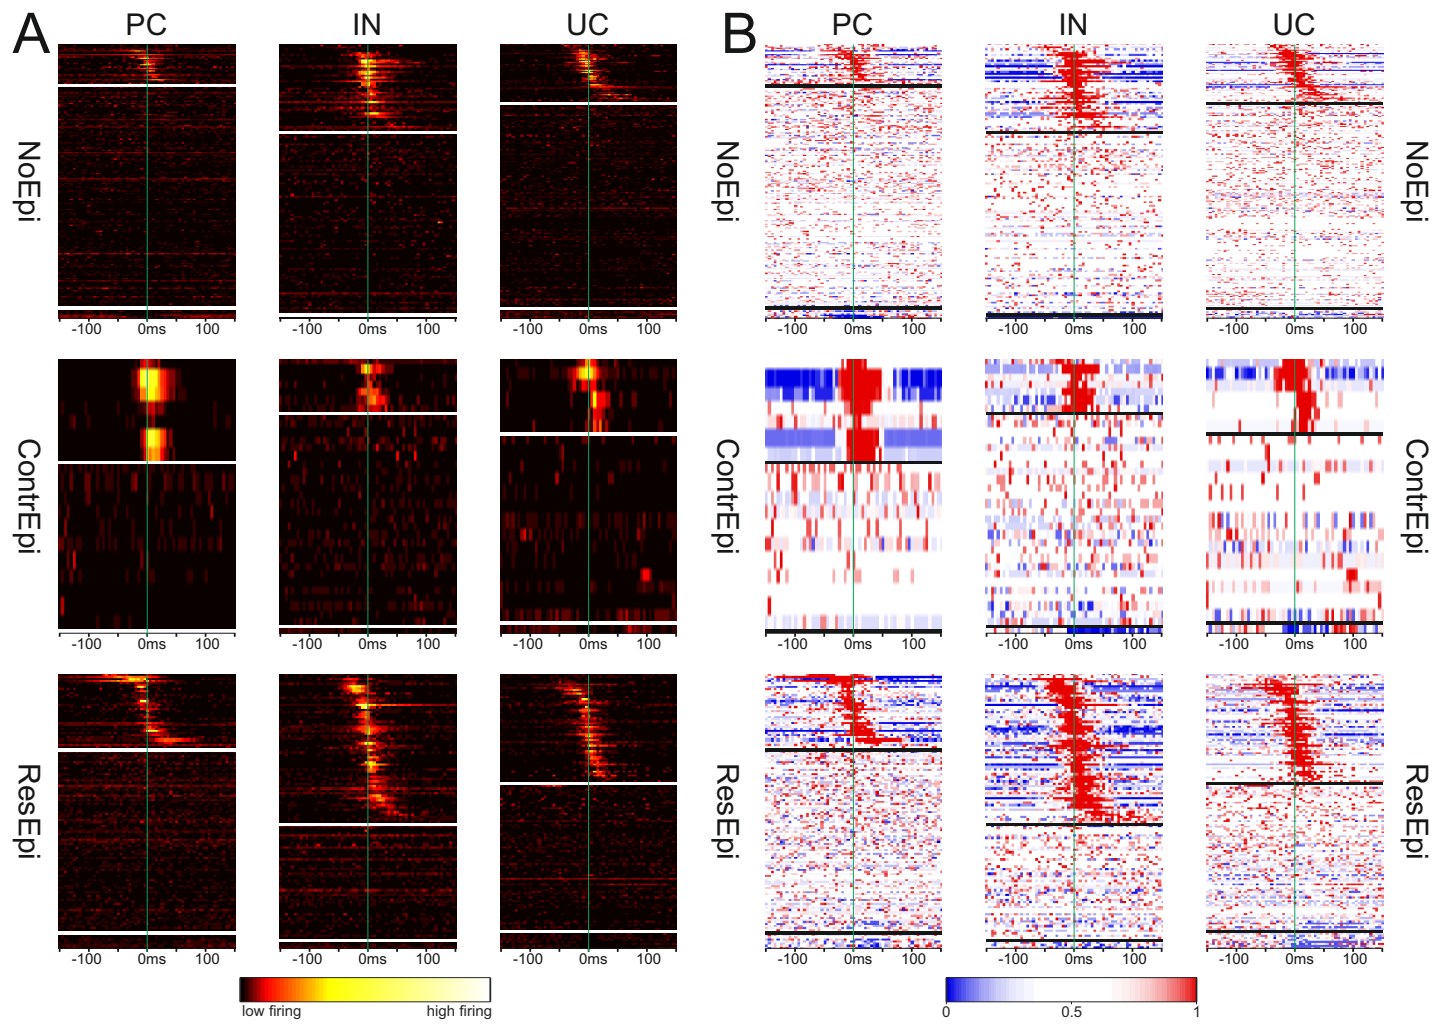 A PC IN UC B PC IN UC
NoEpi NoEpi NoEpi
-100 0ms 100 -100 0ms 100 -100 0ms 100 -100 0ms 100 -100 0ms 100 -100 0ms 100
ContrEpi ContrEpi ContrEpi
-100 0ms 100 -100 0ms 100 -100 0ms 100 -100 0ms 100 -100 0ms 100 -100 0ms 100
ResEpi ResEpi ResEpi
-100 0ms 100 -100 0ms 100 -100 0ms 100 -100 0ms 100 -100 0ms 100 -100 0ms 100
low firing high firing 0 0.5 1